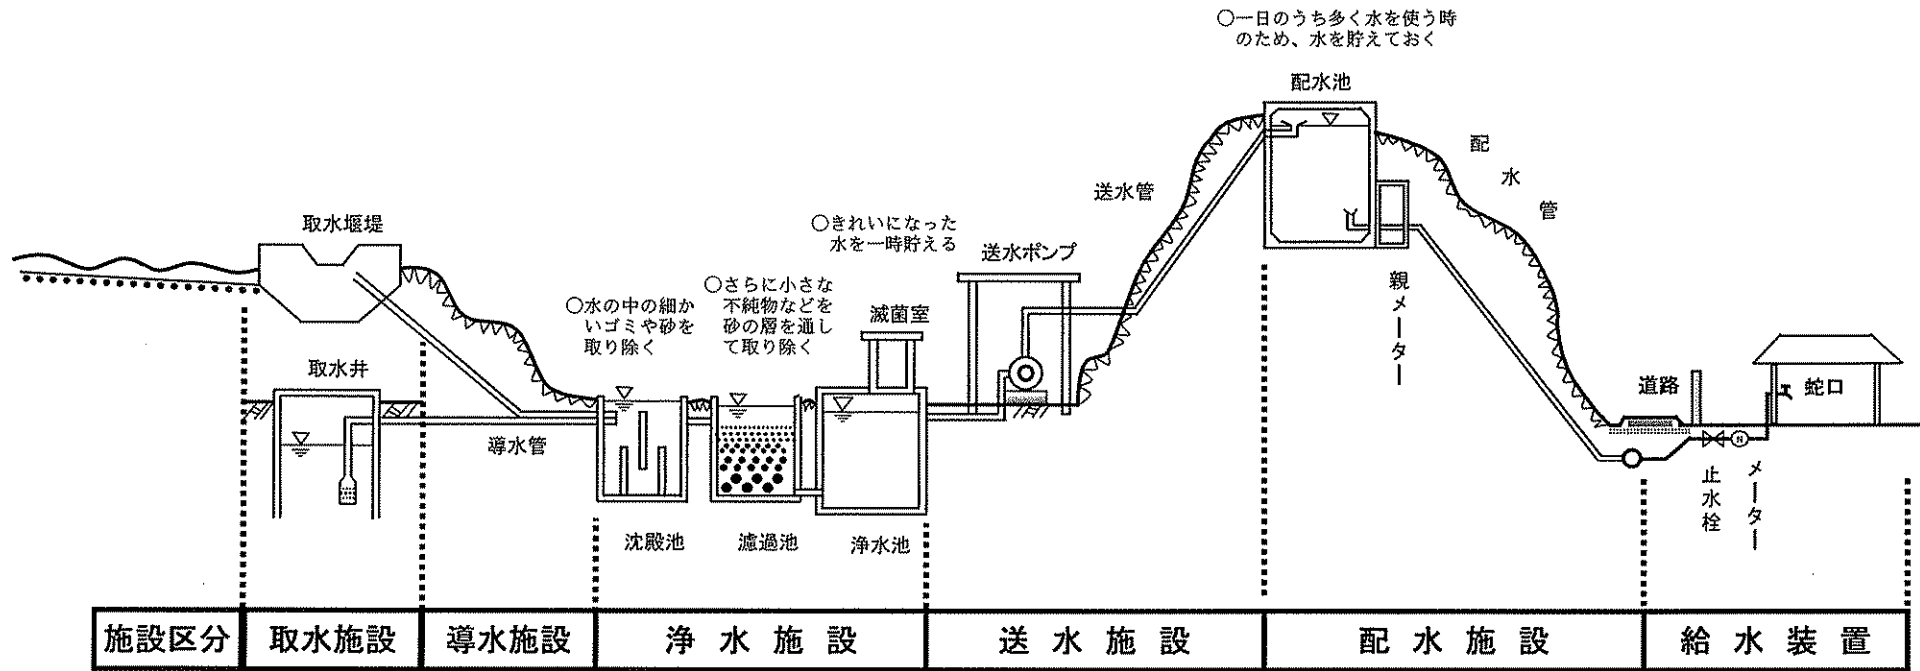 ○一日のうち多く水を使う時
のため、水を貯えておく
配水池
配水管
送水管
取水堰堤
○きれいになった
水を一時貯える
送水ポンプ
○水の中の細か
いゴミや砂を
取り除く
○さらに小さな
不純物などを
砂の層を通し
て取り除く
滅菌室
親メーター
取水井
導水管
道路
蛇口
N
止水栓
メーター
沈殿池
濾過池
浄水池
施設区分
取水施設
導水施設
浄水施設
送水施設
配水施設
給水装置